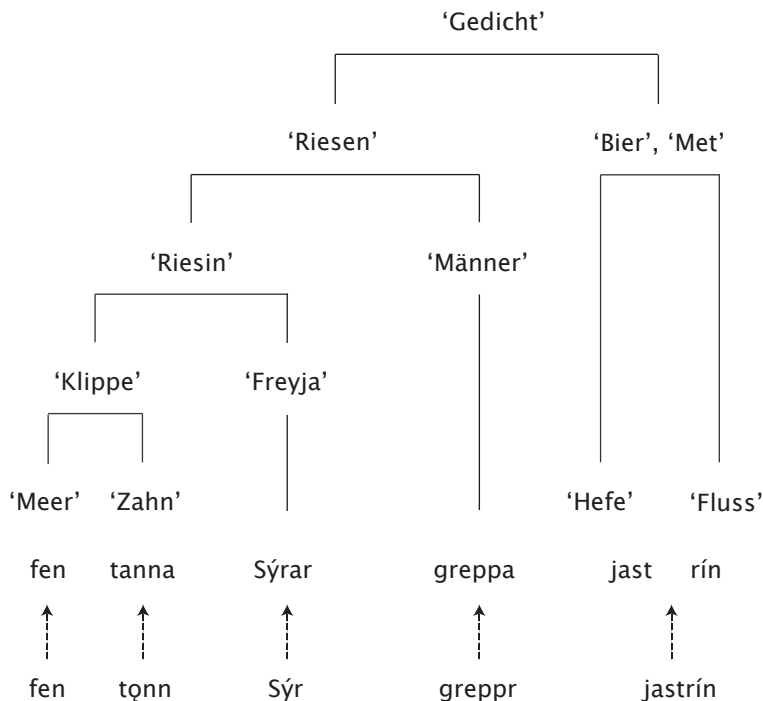 ‘Gedicht’
‘Riesen’ ‘Bier’, ‘Met’
‘Riesin’ ‘Männer’
‘Klippe’ ‘Freyja’
‘Meer’ ‘Zahn’ ‘Hefe’ ‘Fluss’
fen tanna Sýrar greppa jast rín
fen tǫnn Sýr greppr jastrín